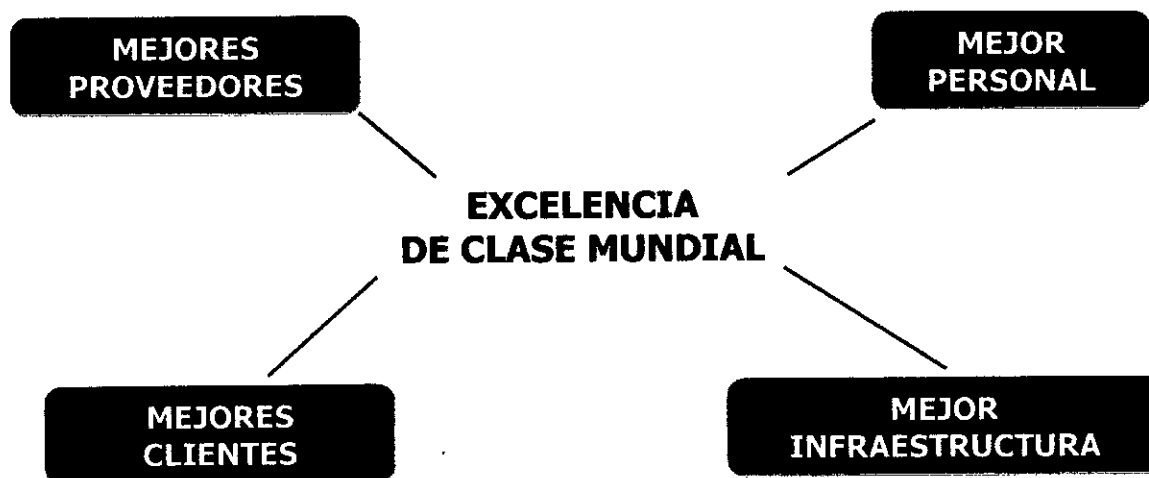 MEJORES
PROVEEDORES
MEJOR
PERSONAL
EXCELENCIA
DE CLASE MUNDIAL
MEJORES
CLIENTES
MEJOR
INFRAESTRUCTURA